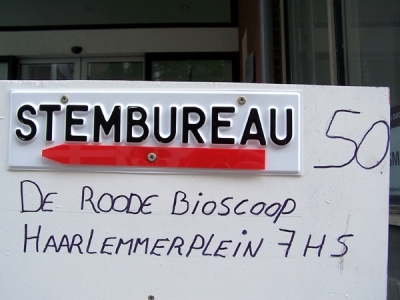 STEMBUREAU 50
DE ROODE BIOSCOOP
HAARLEMMERPLEIN 7HS